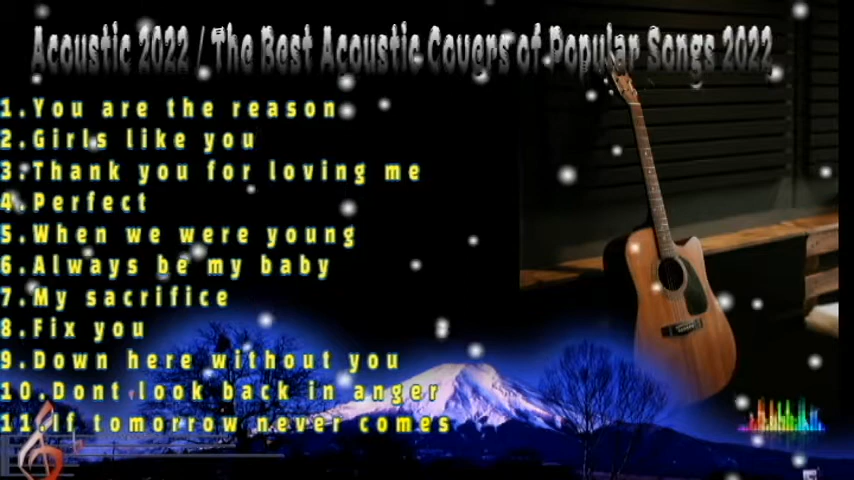 Acoustic 2022 / The Best Acoustic Covers of Popular Songs 2022
1.You are the reason
2.Girls like you
3.Thank you for loving me
4.Perfect
5.When we were young
6.Always be my baby
7.My sacrifice
8.Fix you
9.Down here without you
10.Dont look back in anger
11.If tomorrow never comes